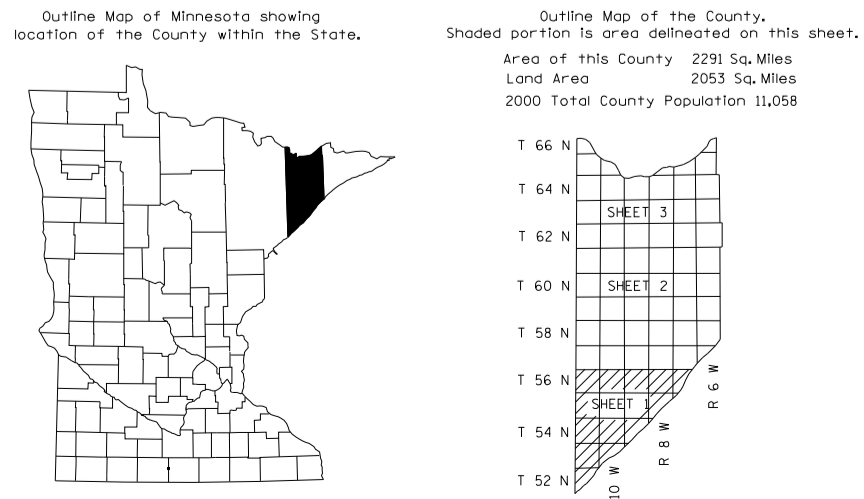 Outline Map of Minnesota showing
location of the County within the State.
Outline Map of the County.
Shaded portion is area delineated on this sheet.
Area of this County 2291 Sq. Miles
Land Area 2053 Sq. Miles
2000 Total County Population 11,058
T 66 N
T 64 N
SHEET 3
T 62 N
T 60 N
SHEET 2
T 58 N
T 56 N
R 6 W
SHEET 1
T 54 N
R 8 W
T 52 N
10 W